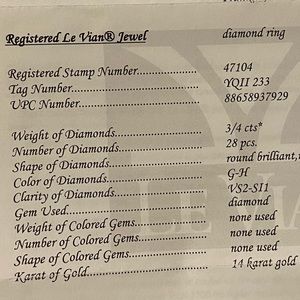 Registered Le Vian® Jewel diamond ring
Registered Stamp Number..................... 47104
Tag Number..................................... YQII 233
UPC Number.................................... 88658937929
Weight of Diamonds........................... 3/4 cts*
Number of Diamonds.......................... 28 pcs.
Shape of Diamonds............................. round brilliant,
Color of Diamonds.............................. G-H
Clarity of Diamonds............................ VS2-SI1
Gem Used........................................ diamond
Weight of Colored Gems...................... none used
Number of Colored Gems..................... none used
Shape of Colored Gems........................ none used
Karat of Gold.................................... 14 karat gold